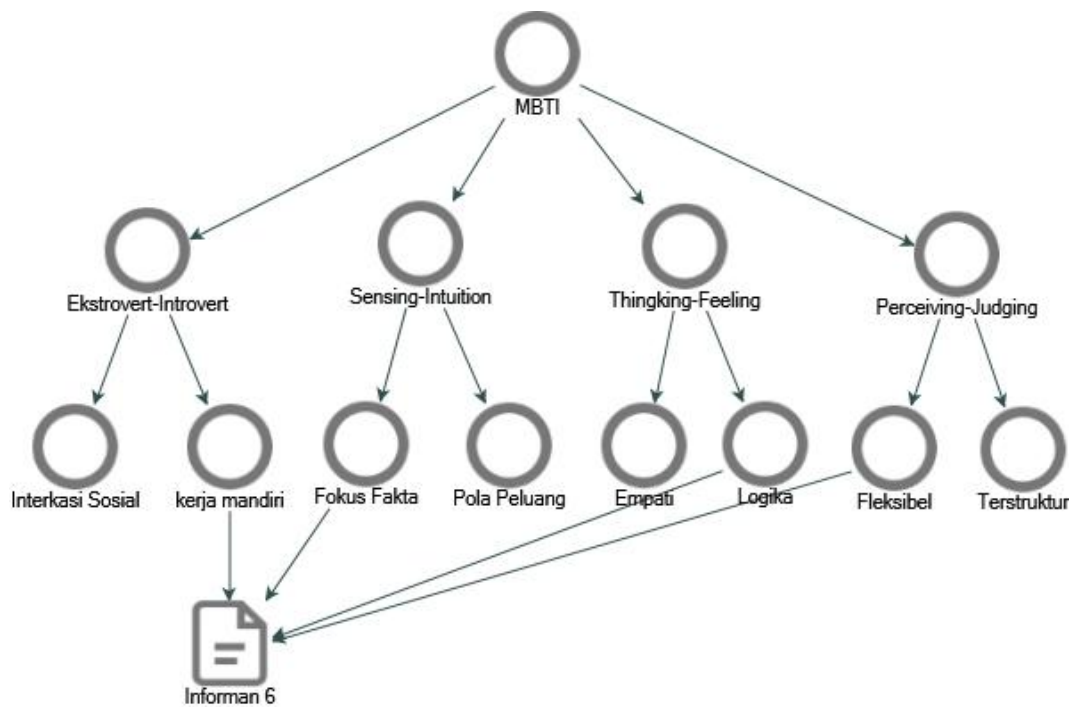 MBTI
Ekstrovert-Introvert
Sensing-Intuition
Thingking-Feeling
Perceiving-Judging
Interkasi Sosial
kerja mandiri
Fokus Fakta
Pola Peluang
Empati
Logika
Fleksibel
Terstruktur
Informan 6